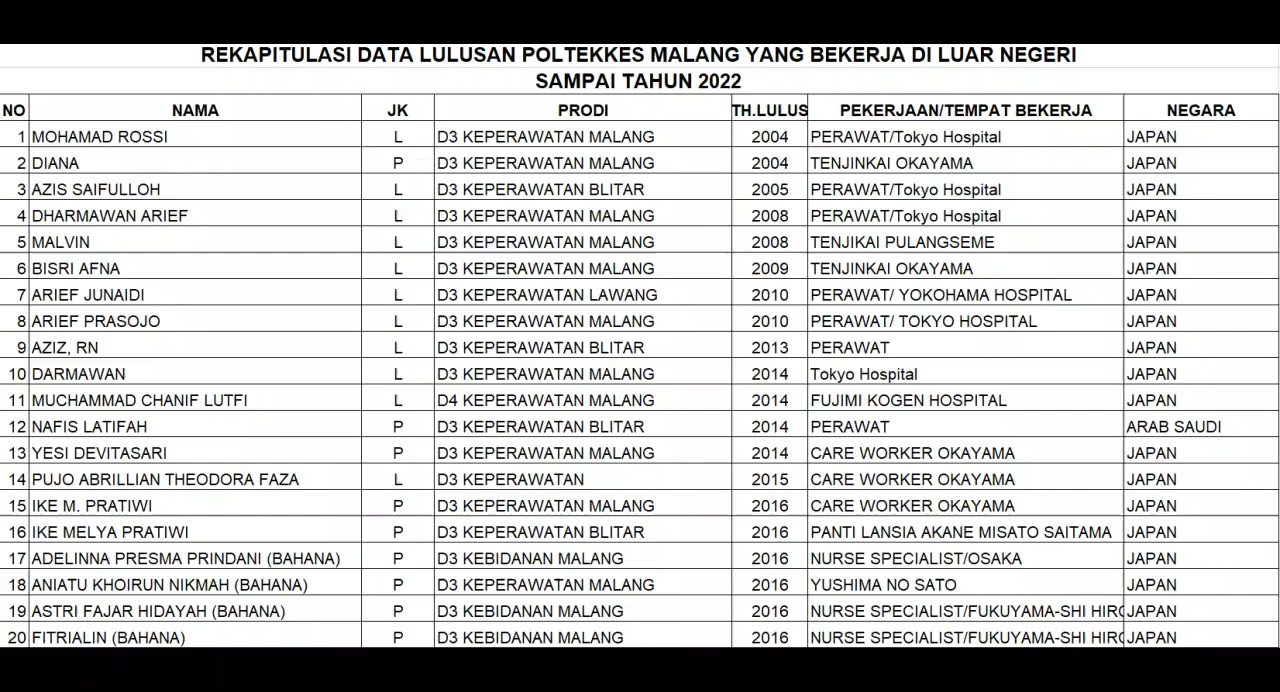 REKAPITULASI DATA LULUSAN POLTEKKES MALANG YANG BEKERJA DI LUAR NEGERI
SAMPAI TAHUN 2022
NO NAMA JK PRODI TH.LULUS PEKERJAAN/TEMPAT BEKERJA NEGARA
1 MOHAMAD ROSSI L D3 KEPERAWATAN MALANG 2004 PERAWAT/Tokyo Hospital JAPAN
2 DIANA P D3 KEPERAWATAN MALANG 2004 TENJINKAI OKAYAMA JAPAN
3 AZIS SAIFULLOH L D3 KEPERAWATAN BLITAR 2005 PERAWAT/Tokyo Hospital JAPAN
4 DHARMAWAN ARIEF L D3 KEPERAWATAN MALANG 2008 PERAWAT/Tokyo Hospital JAPAN
5 MALVIN L D3 KEPERAWATAN MALANG 2008 TENJIKAI PULANGSEME JAPAN
6 BISRI AFNA L D3 KEPERAWATAN MALANG 2009 TENJINKAI OKAYAMA JAPAN
7 ARIEF JUNAIDI L D3 KEPERAWATAN LAWANG 2010 PERAWAT/ YOKOHAMA HOSPITAL JAPAN
8 ARIEF PRASOJO L D3 KEPERAWATAN MALANG 2010 PERAWAT/ TOKYO HOSPITAL JAPAN
9 AZIZ, RN L D3 KEPERAWATAN BLITAR 2013 PERAWAT JAPAN
10 DARMAWAN L D3 KEPERAWATAN MALANG 2014 Tokyo Hospital JAPAN
11 MUCHAMMAD CHANIF LUTFI L D4 KEPERAWATAN MALANG 2014 FUJIMI KOGEN HOSPITAL JAPAN
12 NAFIS LATIFAH P D3 KEPERAWATAN BLITAR 2014 PERAWAT ARAB SAUDI
13 YESI DEVITASARI P D3 KEPERAWATAN MALANG 2014 CARE WORKER OKAYAMA JAPAN
14 PUJO ABRILLIAN THEODORA FAZA L D3 KEPERAWATAN 2015 CARE WORKER OKAYAMA JAPAN
15 IKE M. PRATIWI P D3 KEPERAWATAN MALANG 2016 CARE WORKER OKAYAMA JAPAN
16 IKE MELYA PRATIWI P D3 KEPERAWATAN BLITAR 2016 PANTI LANSIA AKANE MISATO SAITAMA JAPAN
17 ADELINNA PRESMA PRINDANI (BAHANA) P D3 KEBIDANAN MALANG 2016 NURSE SPECIALIST/OSAKA JAPAN
18 ANIATU KHOIRUN NIKMAH (BAHANA) P D3 KEPERAWATAN MALANG 2016 YUSHIMA NO SATO JAPAN
19 ASTRI FAJAR HIDAYAH (BAHANA) P D3 KEBIDANAN MALANG 2016 NURSE SPECIALIST/FUKUYAMA-SHI HIRO JAPAN
20 FITRIALIN (BAHANA) P D3 KEBIDANAN MALANG 2016 NURSE SPECIALIST/FUKUYAMA-SHI HIRO JAPAN